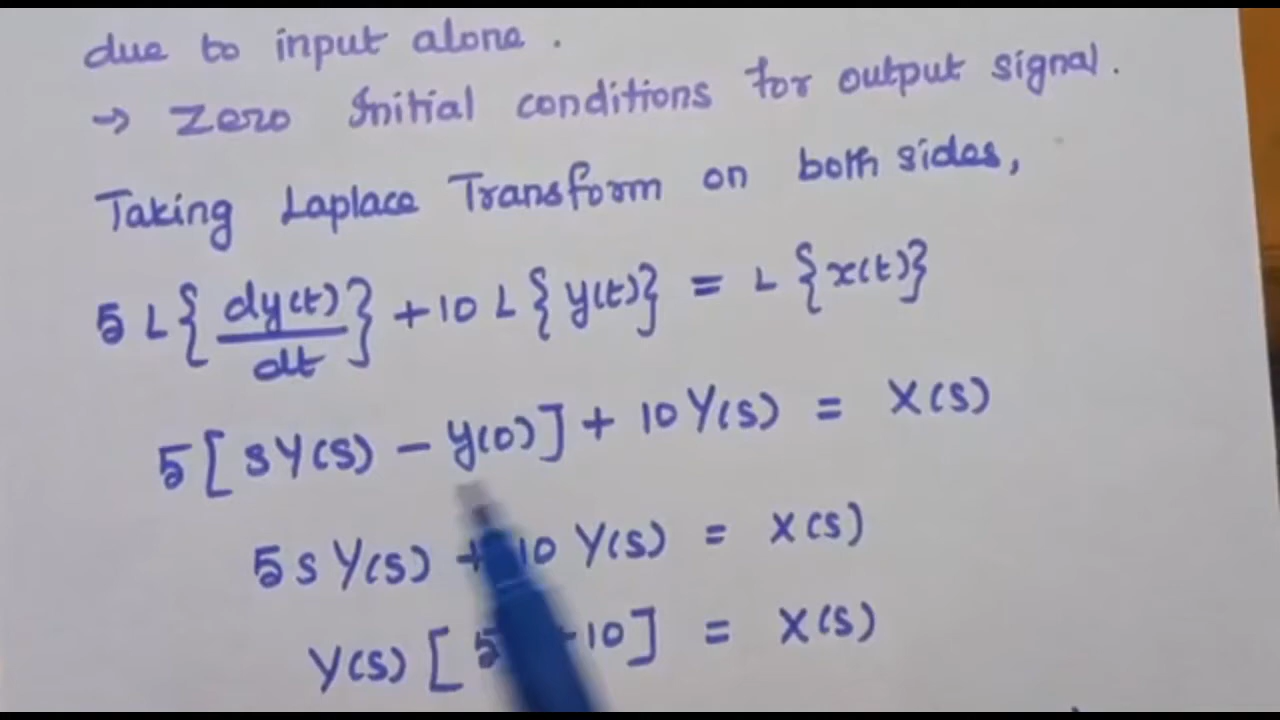 due to input alone.
→ Zero Initial conditions for output signal.
Taking Laplace Transform on both sides,
5 L{dy(t)/dt} + 10 L{y(t)} = L{x(t)}
5[sY(s) - y(0)] + 10 Y(s) = X(s)
5s Y(s) + 10 Y(s) = X(s)
Y(s)[5 +10] = X(s)